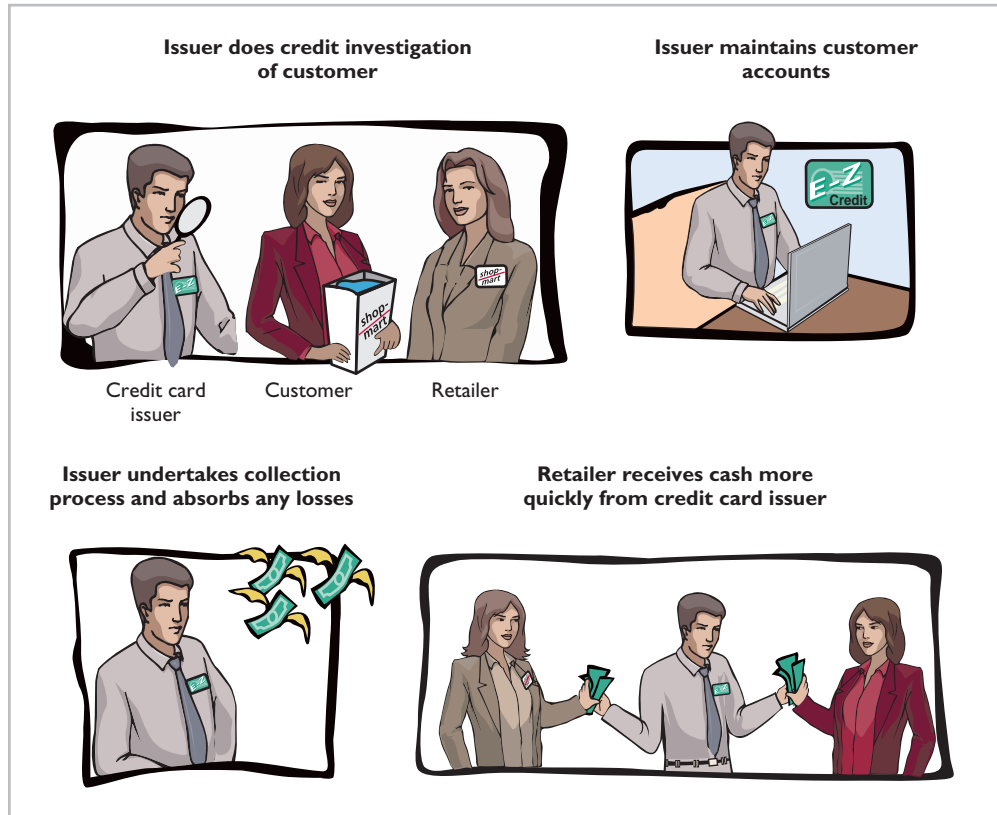 Issuer does credit investigation
of customer
Issuer maintains customer
accounts
E-Z
Credit
E-Z
E-Z
shop-
mart
shop-
mart
Credit card
issuer
Customer
Retailer
Issuer undertakes collection
process and absorbs any losses
Retailer receives cash more
quickly from credit card issuer
E-Z
E-Z